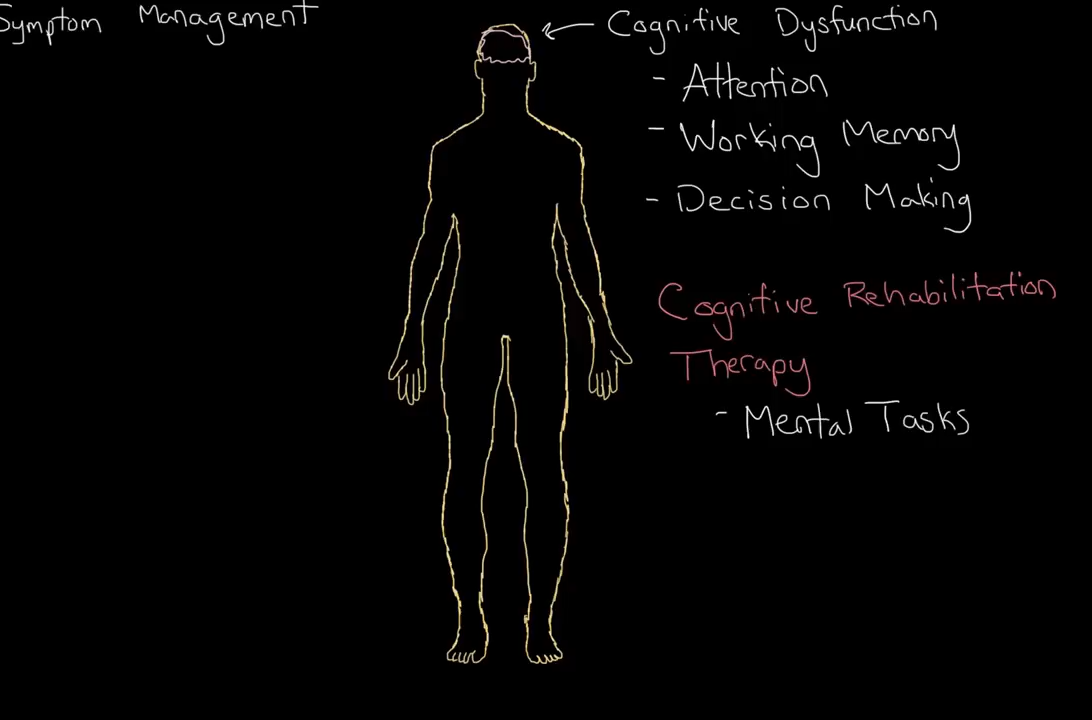 Symptom Management
Cognitive Dysfunction
- Attention
- Working Memory
- Decision Making
Cognitive Rehabilitation
Therapy
- Mental Tasks